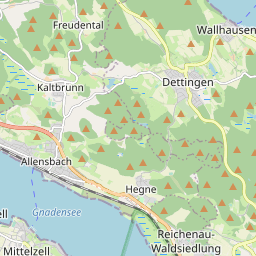 Freudental
Wallhausen
Dettingen
Kaltbrunn
Allensbach
Hegne
Gnadensee
Reichenau-
Waldsiedlung
Mittelzell